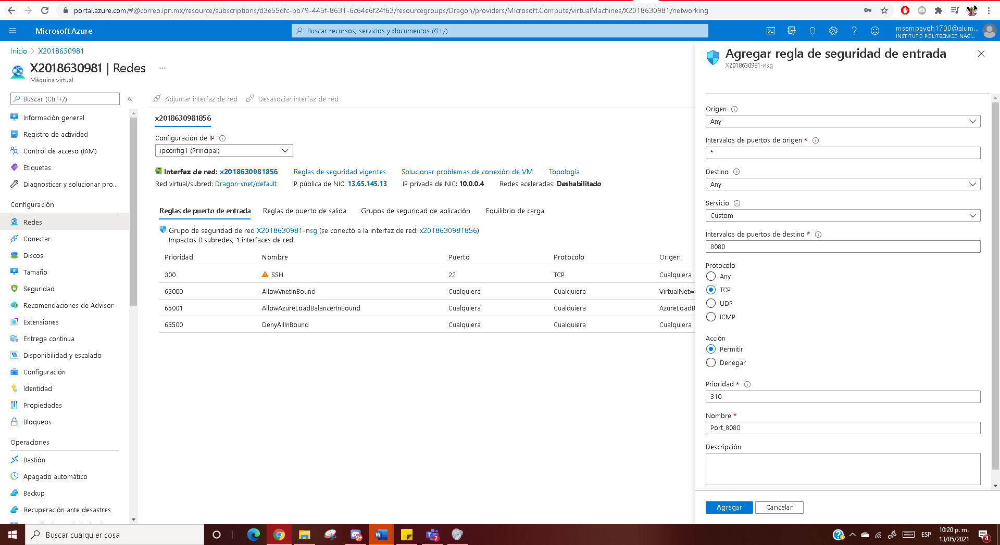 portal.azure.com/#@correo.ipn.mx/resource/subscriptions/d3e55dfc-bb79-445f-8631-6c64e6f24f63/resourcegroups/Dragon/providers/Microsoft.Compute/virtualMachines/X2018630981/networking
Microsoft Azure
Buscar recursos, servicios y documentos (G+/)
msampayoh1700@alum...
INSTITUTO POLITECNICO NACI...
Inicio > X2018630981
X2018630981 | Redes ...
Máquina virtual
Buscar (Ctrl+/)
«
Información general
Registro de actividad
Control de acceso (IAM)
Etiquetas
Diagnosticar y solucionar pro...
Configuración
Redes
Conectar
Discos
Tamaño
Seguridad
Recomendaciones de Advisor
Extensiones
Entrega continua
Disponibilidad y escalado
Configuración
Identidad
Propiedades
Bloqueos
Operaciones
Bastión
Apagado automático
Backup
Recuperación ante desastres
Adjuntar interfaz de red Desasociar interfaz de red
x2018630981856
Configuración de IP
ipconfig1 (Principal)
Interfaz de red: x2018630981856 Reglas de seguridad vigentes Solucionar problemas de conexión de VM Topología
Red virtual/subred: Dragon-vnet/default IP pública de NIC: 13.65.145.13 IP privada de NIC: 10.0.0.4 Redes aceleradas: Deshabilitado
Reglas de puerto de entrada Reglas de puerto de salida Grupos de seguridad de aplicación Equilibrio de carga
Grupo de seguridad de red X2018630981-nsg (se conectó a la interfaz de red: x2018630981856)
Impactos 0 subredes, 1 interfaces de red
Prioridad Nombre Puerto Protocolo Origen
300 SSH 22 TCP Cualquiera
65000 AllowVnetInBound Cualquiera Cualquiera VirtualNetw
65001 AllowAzureLoadBalancerInBound Cualquiera Cualquiera AzureLoadB
65500 DenyAllInBound Cualquiera Cualquiera Cualquiera
Agregar regla de seguridad de entrada
X2018630981-nsg
Origen
Any
Intervalos de puertos de origen *
*
Destino
Any
Servicio
Custom
Intervalos de puertos de destino *
8080
Protocolo
Any
TCP
UDP
ICMP
Acción
Permitir
Denegar
Prioridad *
310
Nombre *
Port_8080
Descripción
Agregar
Cancelar
Buscar cualquier cosa
9+
2
ESP
10:20 p. m.
13/05/2021
4